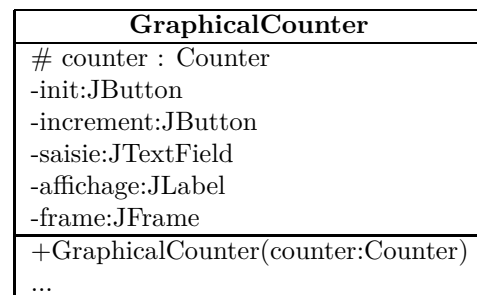 GraphicalCounter
# counter : Counter
-init:JButton
-increment:JButton
-saisie:JTextField
-affichage:JLabel
-frame:JFrame
+GraphicalCounter(counter:Counter)
...